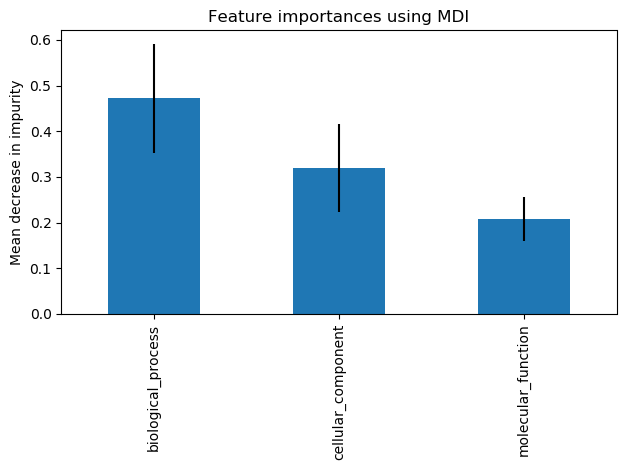 Feature importances using MDI
Mean decrease in impurity
0.6
0.5
0.4
0.3
0.2
0.1
0.0
biological_process
cellular_component
molecular_function